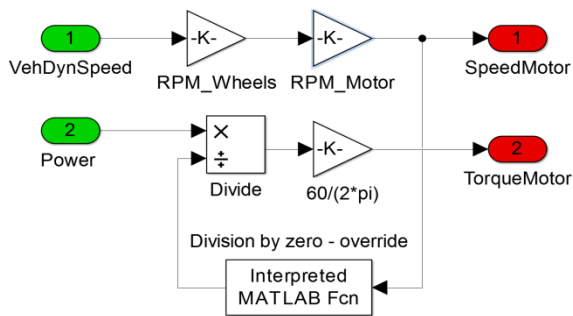 1
-K-
-K-
1
VehDynSpeed
RPM_Wheels
RPM_Motor
SpeedMotor
2
×
÷
-K-
2
Power
Divide
60/(2*pi)
TorqueMotor
Division by zero - override
Interpreted
MATLAB Fcn